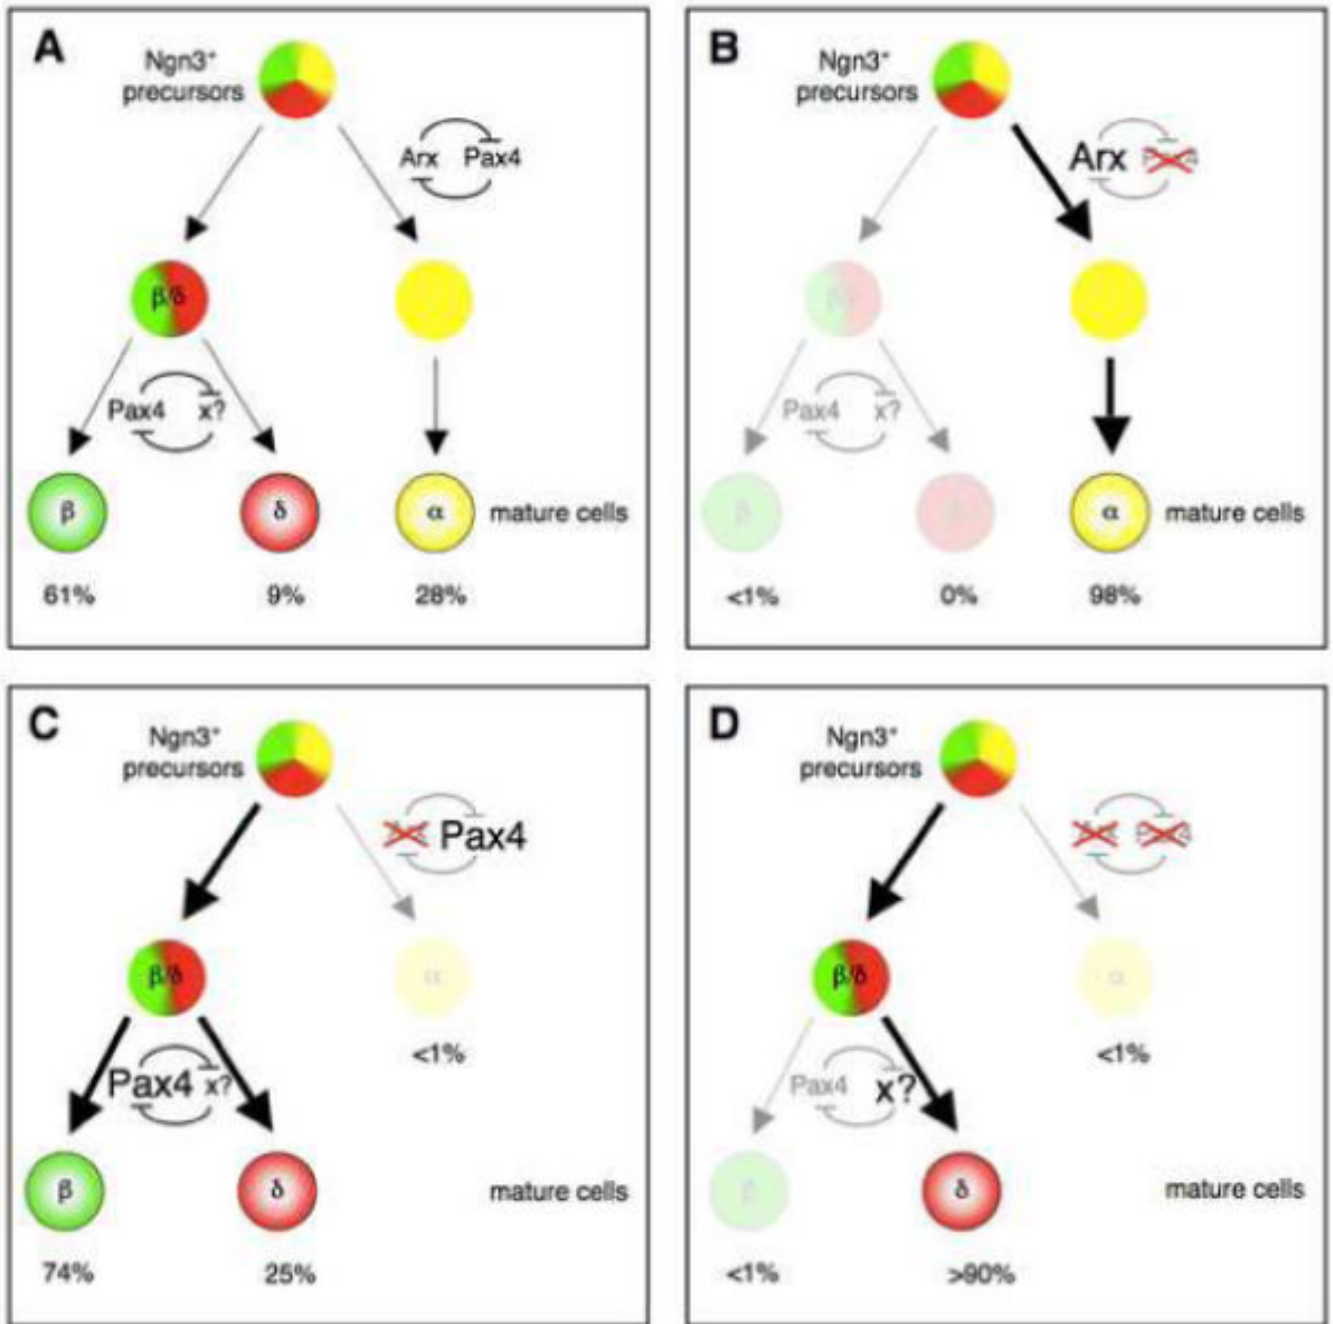 A
Ngn3+
precursors
Arx Pax4
β/δ
Pax4 x?
β δ α mature cells
61% 9% 28%
B
Ngn3+
precursors
Arx
Pax4 x?
β α mature cells
<1% 0% 98%
C
Ngn3+
precursors
Pax4
β/δ
α
<1%
Pax4 x?
β δ
mature cells
74% 25%
D
Ngn3+
precursors
β/δ
α
<1%
Pax4 x?
β δ
mature cells
<1% >90%